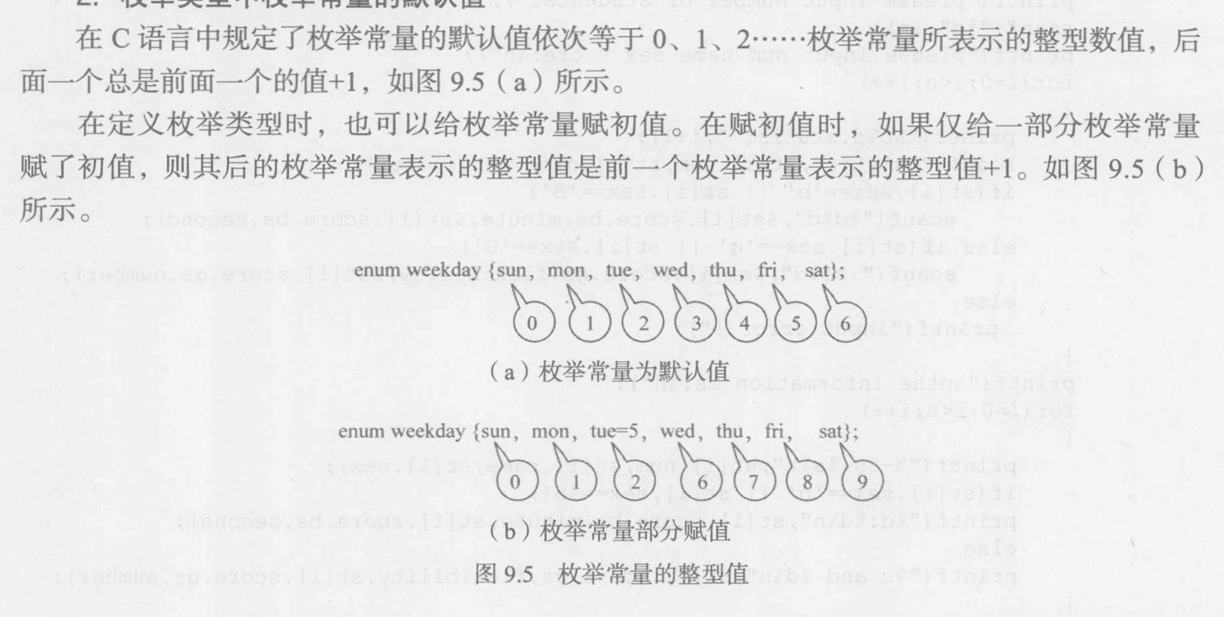 2. 枚举类型中枚举常量的默认值
在 C 语言中规定了枚举常量的默认值依次等于 0、1、2……枚举常量所表示的整型数值，后
面一个总是前面一个的值+1，如图 9.5（a）所示。
在定义枚举类型时，也可以给枚举常量赋初值。在赋初值时，如果仅给一部分枚举常量
赋了初值，则其后的枚举常量表示的整型值是前一个枚举常量表示的整型值+1。如图 9.5（b）
所示。
enum weekday {sun, mon, tue, wed, thu, fri, sat};
0 1 2 3 4 5 6
（a）枚举常量为默认值
enum weekday {sun, mon, tue=5, wed, thu, fri, sat};
0 1 2 6 7 8 9
（b）枚举常量部分赋值
图 9.5 枚举常量的整型值